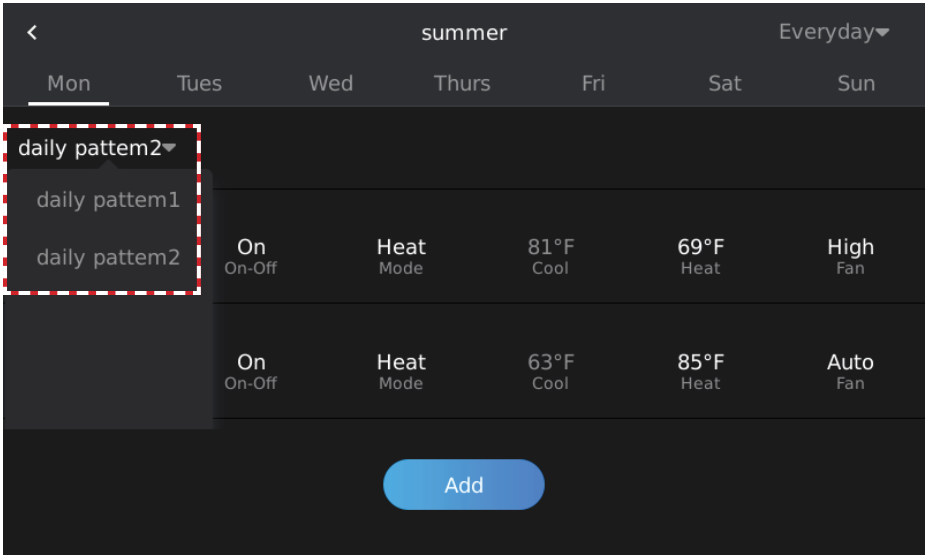 summer Everyday
Mon Tues Wed Thurs Fri Sat Sun
daily pattem2
daily pattem1
daily pattem2
On Heat 81°F 69°F High
On-Off Mode Cool Heat Fan
On Heat 63°F 85°F Auto
On-Off Mode Cool Heat Fan
Add